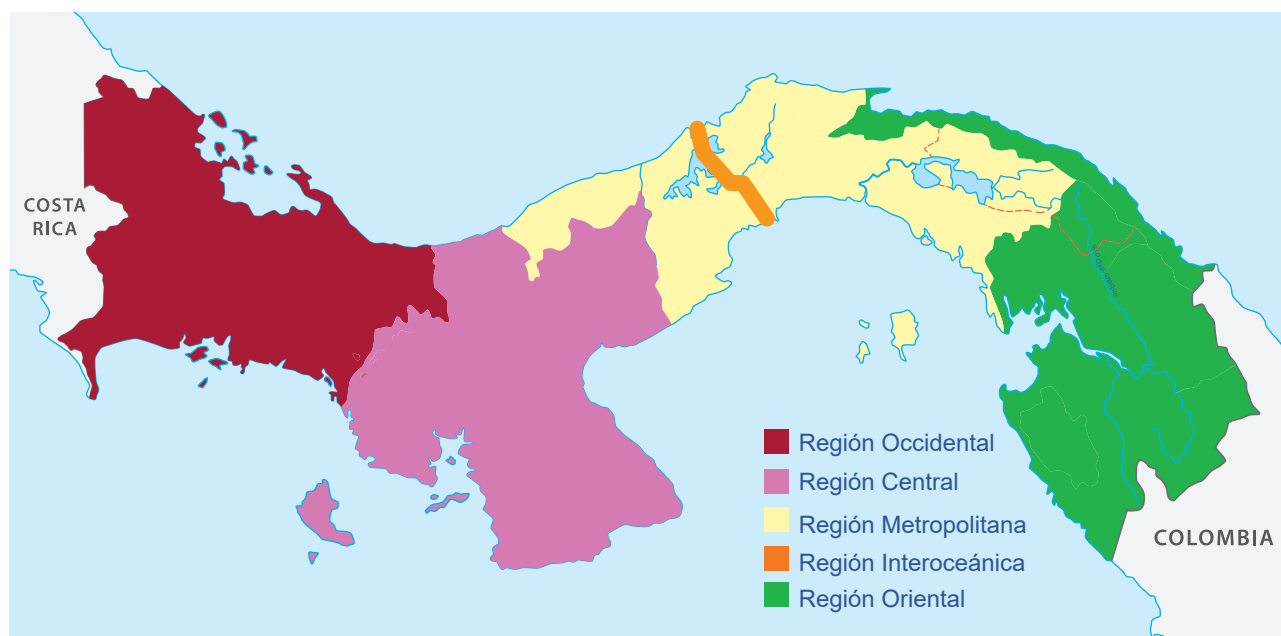 COSTA
RICA
Región Occidental
Región Central
Región Metropolitana
Región Interoceánica
Región Oriental
COLOMBIA